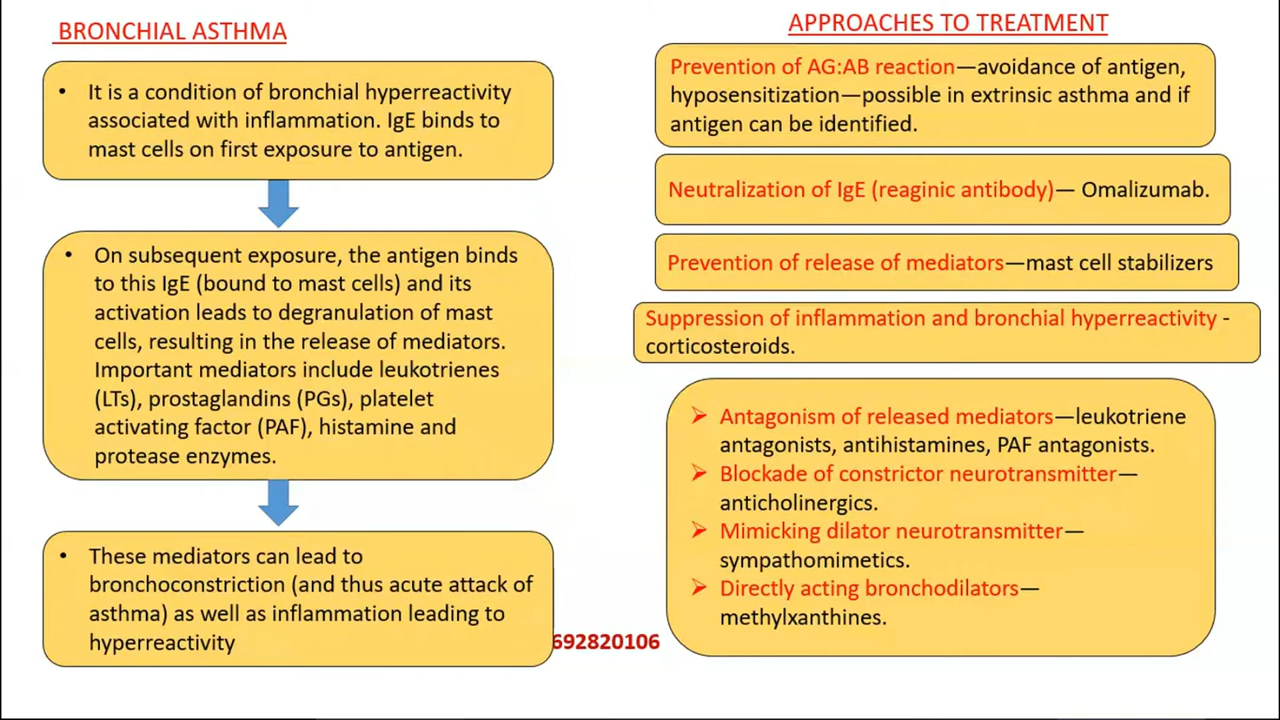 BRONCHIAL ASTHMA
• It is a condition of bronchial hyperreactivity
associated with inflammation. IgE binds to
mast cells on first exposure to antigen.
• On subsequent exposure, the antigen binds
to this IgE (bound to mast cells) and its
activation leads to degranulation of mast
cells, resulting in the release of mediators.
Important mediators include leukotrienes
(LTs), prostaglandins (PGs), platelet
activating factor (PAF), histamine and
protease enzymes.
• These mediators can lead to
bronchoconstriction (and thus acute attack of
asthma) as well as inflammation leading to
hyperreactivity
692820106
APPROACHES TO TREATMENT
Prevention of AG:AB reaction—avoidance of antigen,
hyposensitization—possible in extrinsic asthma and if
antigen can be identified.
Neutralization of IgE (reaginic antibody)— Omalizumab.
Prevention of release of mediators—mast cell stabilizers
Suppression of inflammation and bronchial hyperreactivity -
corticosteroids.
➢ Antagonism of released mediators—leukotriene
antagonists, antihistamines, PAF antagonists.
➢ Blockade of constrictor neurotransmitter—
anticholinergics.
➢ Mimicking dilator neurotransmitter—
sympathomimetics.
➢ Directly acting bronchodilators—
methylxanthines.